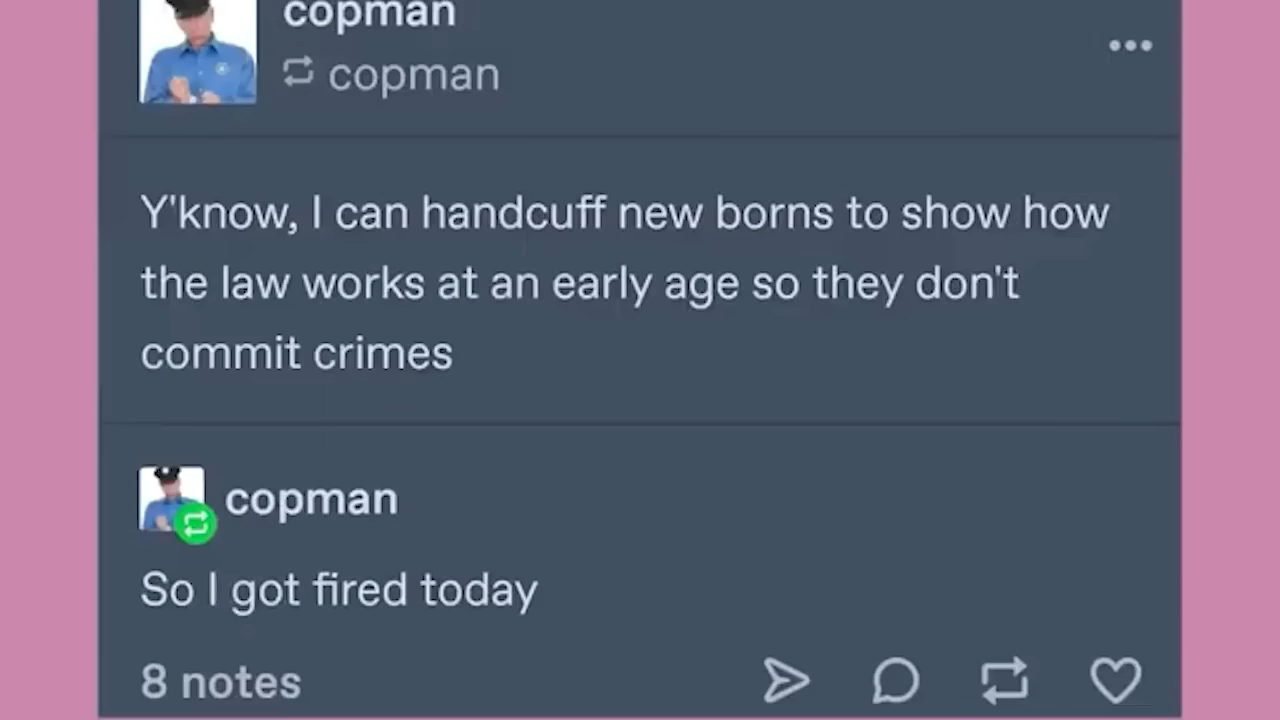 copman
copman
Y'know, I can handcuff new borns to show how
the law works at an early age so they don't
commit crimes
copman
So I got fired today
8 notes